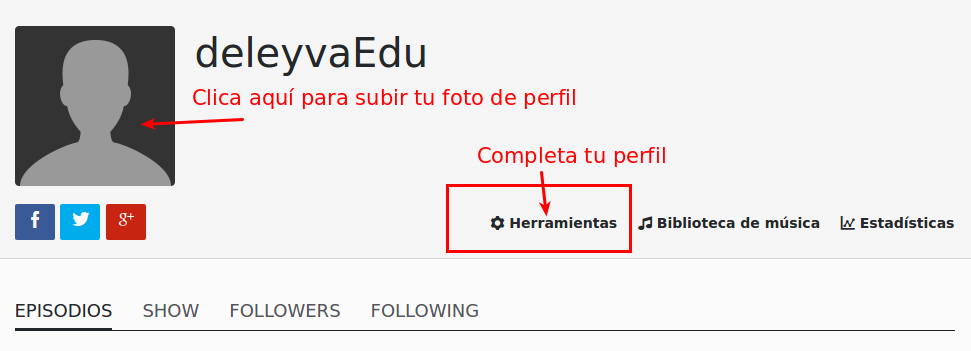 deleyvaEdu
Clica aquí para subir tu foto de perfil
Completa tu perfil
f g+
Herramientas Biblioteca de música Estadísticas
EPISODIOS SHOW FOLLOWERS FOLLOWING